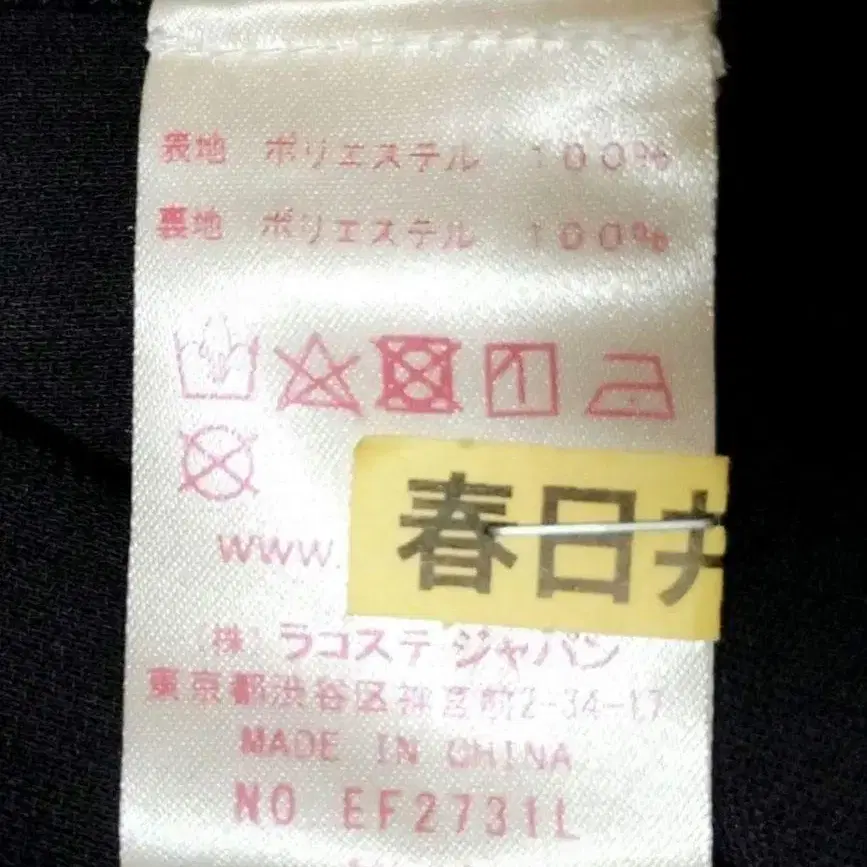 表地 ポリエステル 100%
裏地 ポリエステル 100%
www.
春日井
(株) ラコステ ジャパン
東京都渋谷区神宮前2-34-17
MADE IN CHINA
NO EF2731L